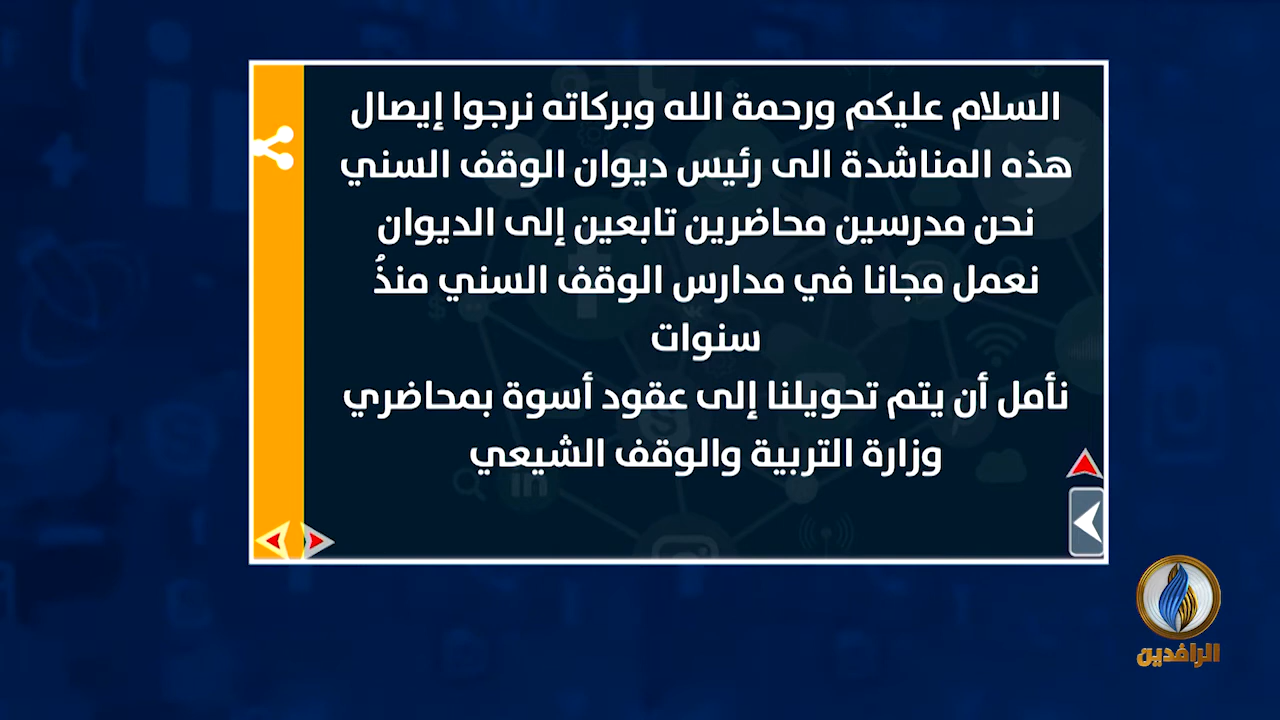 السلام عليكم ورحمة الله وبركاته نرجوا إيصال
هذه المناشدة الى رئيس ديوان الوقف السني
نحن مدرسين محاضرين تابعين إلى الديوان
نعمل مجانا في مدارس الوقف السني منذُ
سنوات
نأمل أن يتم تحويلنا إلى عقود أسوة بمحاضري
وزارة التربية والوقف الشيعي
الرافدين